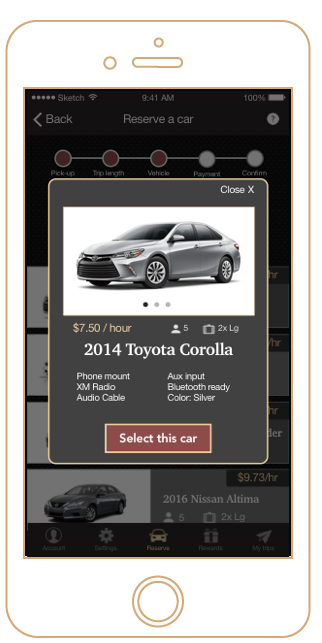 Sketch 9:41 AM 100%
Back Reserve a car ?
Pick-up Trip length Vehicle Payment Confirm
Close X
/hr
$7.50 / hour 5 2x Lg
/hr
2014 Toyota Corolla
Phone mount Aux input
XM Radio Bluetooth ready
Audio Cable Color: Silver
/hr
der
Select this car
$9.73/hr
2016 Nissan Altima
5 2x Lg
Account Settings Reserve Rewards My trips